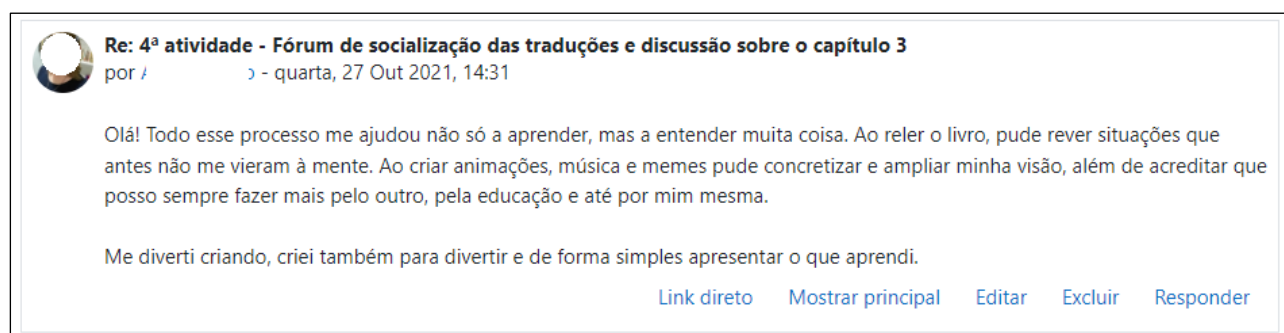 Re: 4ª atividade - Fórum de socialização das traduções e discussão sobre o capítulo 3
por - quarta, 27 Out 2021, 14:31
Olá! Todo esse processo me ajudou não só a aprender, mas a entender muita coisa. Ao reler o livro, pude rever situações que
antes não me vieram à mente. Ao criar animações, música e memes pude concretizar e ampliar minha visão, além de acreditar que
posso sempre fazer mais pelo outro, pela educação e até por mim mesma.
Me diverti criando, criei também para divertir e de forma simples apresentar o que aprendi.
Link direto Mostrar principal Editar Excluir Responder